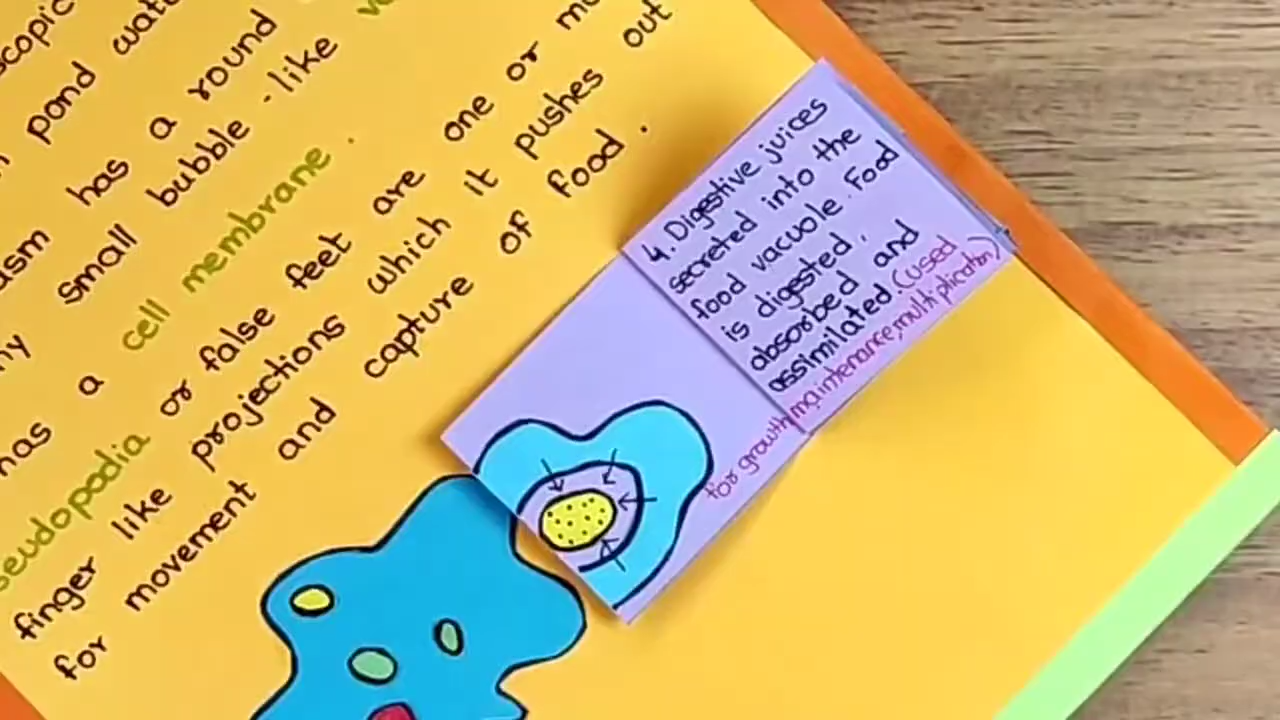 scopic
pond wat
asm has a round
ny small bubble-like
has a cell membrane.
seudopodia or false feet are one or mo
finger like projections which it pushes out
for movement and capture of food.
4. Digestive juices
secreted into the
food vacuole. Food
is digested,
absorbed and
assimilated (used
for growth, maintenance, multiplication)